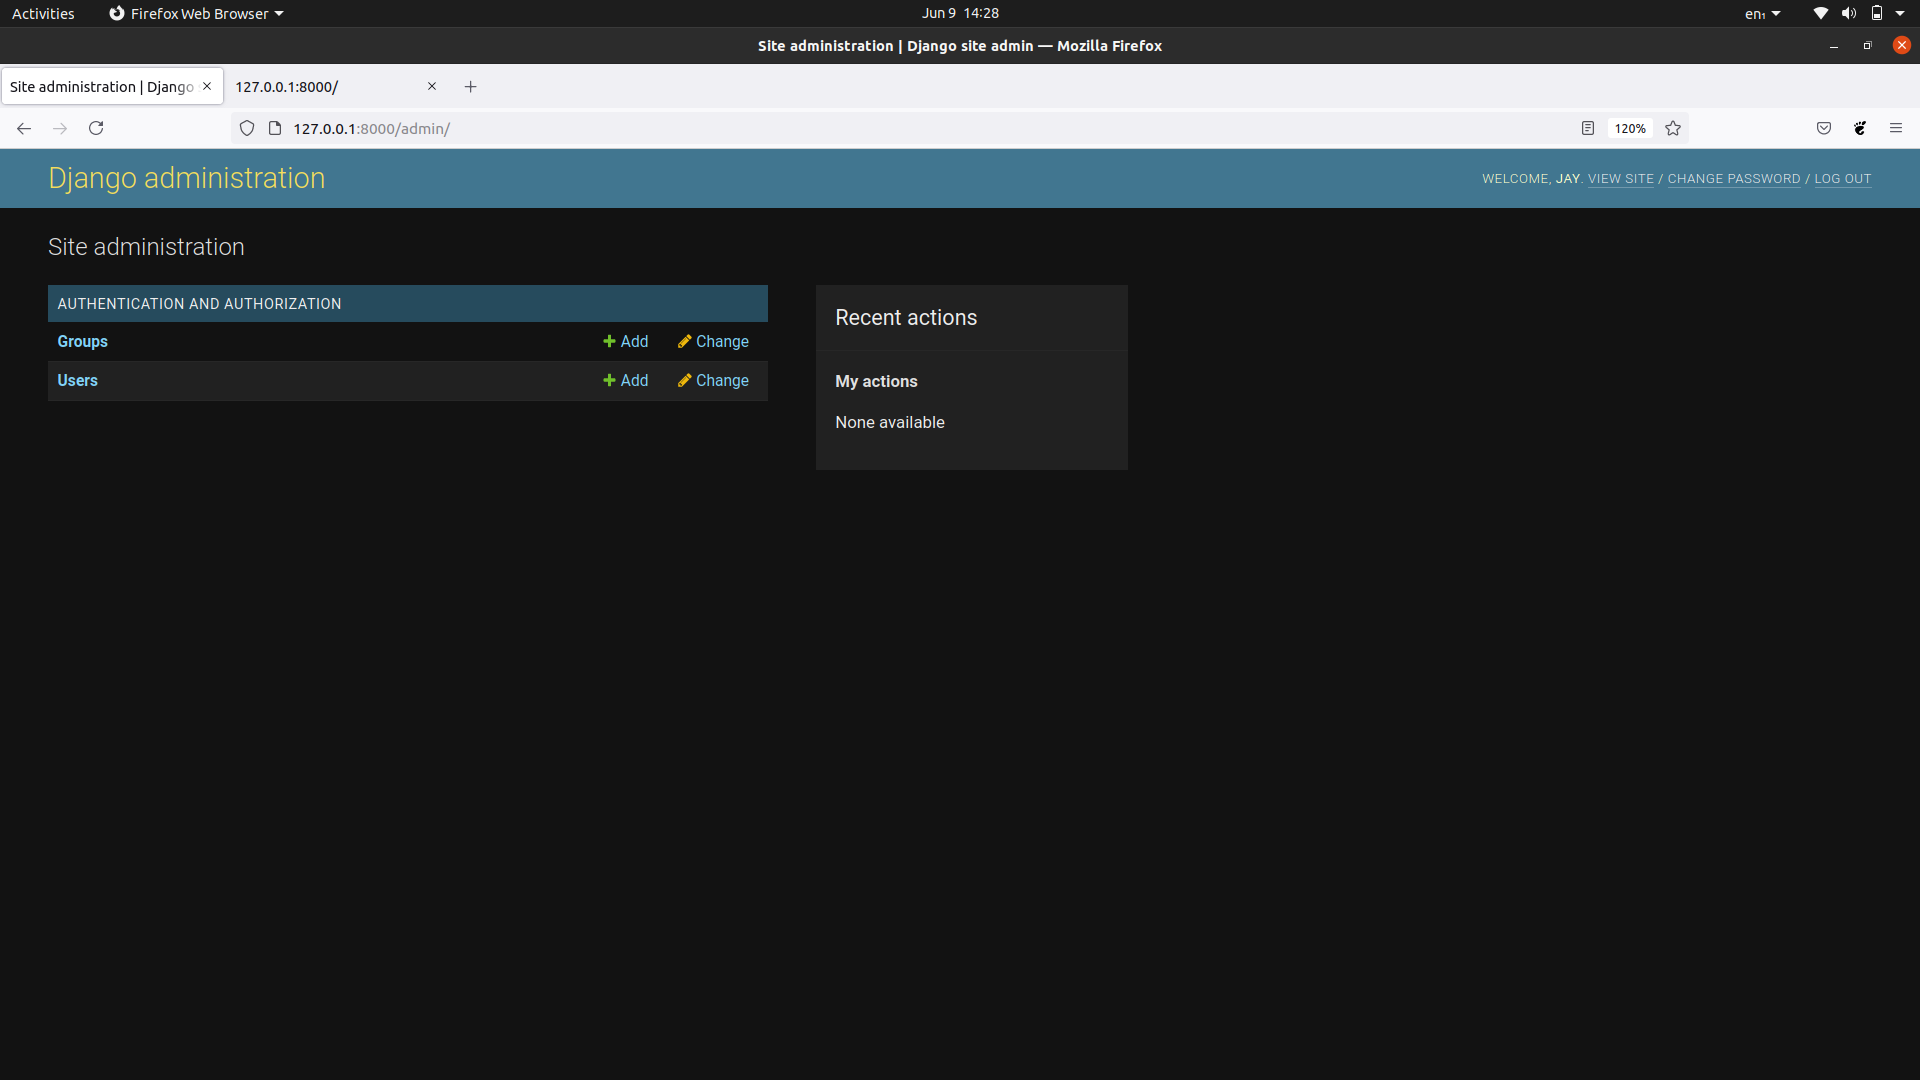 Activities Firefox Web Browser Jun 9 14:28 en₁
Site administration | Django site admin — Mozilla Firefox
Site administration | Django 127.0.0.1:8000/
127.0.0.1:8000/admin/ 120%
Django administration WELCOME, JAY. VIEW SITE / CHANGE PASSWORD / LOG OUT
Site administration
AUTHENTICATION AND AUTHORIZATION
Groups Add Change
Users Add Change
Recent actions
My actions
None available